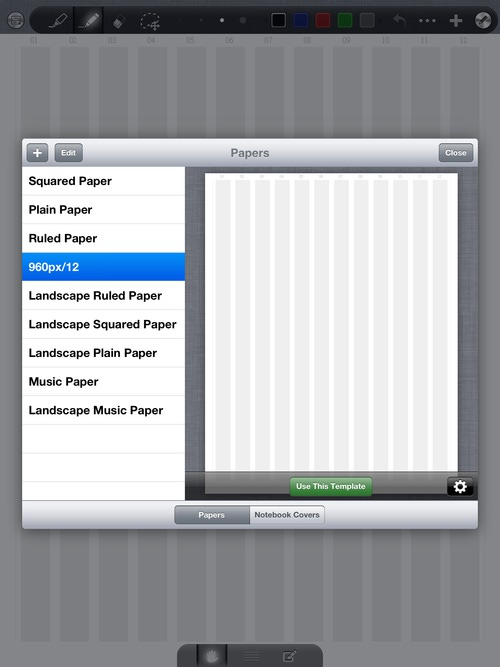 01 02 03 04 05 06 07 08 09 10 11 12
Edit
Papers
Close
Squared Paper
Plain Paper
Ruled Paper
960px/12
Landscape Ruled Paper
Landscape Squared Paper
Landscape Plain Paper
Music Paper
Landscape Music Paper
Use This Template
Papers
Notebook Covers